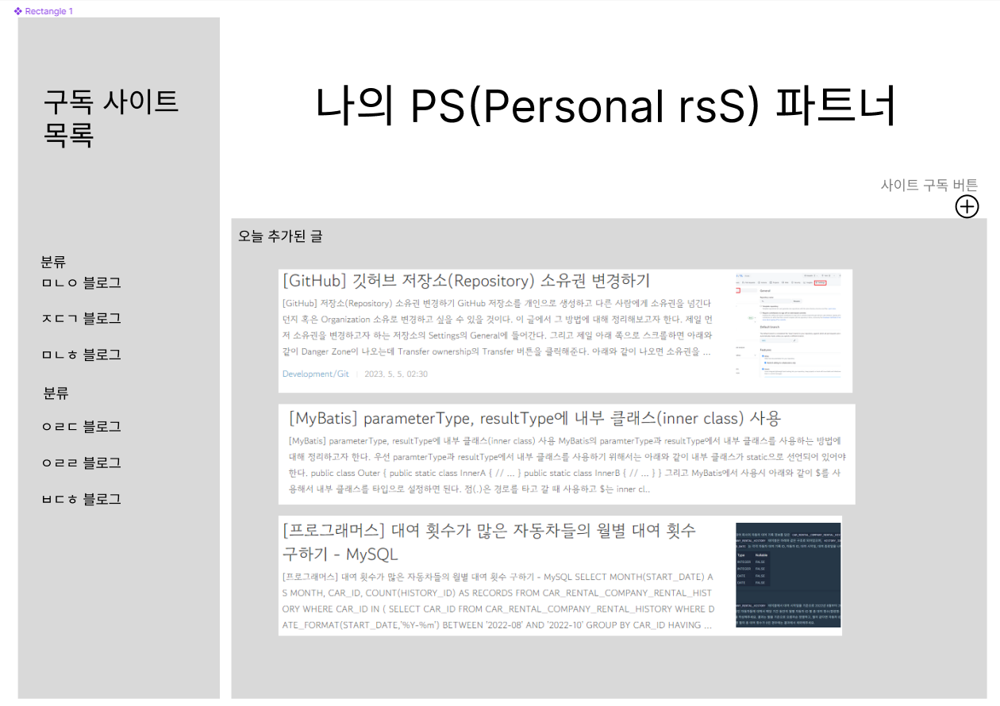 Rectangle 1
구독 사이트
목록
나의 PS(Personal rsS) 파트너
사이트 구독 버튼
분류
ㅁㄴㅇ 블로그
ㅈㄷㄱ 블로그
ㅁㄴㅎ 블로그
분류
ㅇㄹㄷ 블로그
ㅇㄹㄹ 블로그
ㅂㄷㅎ 블로그
오늘 추가된 글
[GitHub] 깃허브 저장소(Repository) 소유권 변경하기
[GitHub] 저장소(Repository) 소유권 변경하기 GitHub 저장소를 개인으로 생성하고 다른 사람에게 소유권을 넘긴다
던지 혹은 Organization 소유로 변경하고 싶을 수 있을 것이다. 이 글에서 그 방법에 대해 정리해보고자 한다. 제일 먼
저 소유권을 변경하고자 하는 저장소의 Settings의 General에 들어간다. 그리고 제일 아래 쪽으로 스크롤하면 아래와
같이 Danger Zone이 나오는데 Transfer ownership의 Transfer 버튼을 클릭해준다. 아래와 같이 나오면 소유권을 ...
Development/Git | 2023. 5. 5. 02:30
General
Default branch
Features
[MyBatis] parameterType, resultType에 내부 클래스(inner class) 사용
[MyBatis] parameterType, resultType에 내부 클래스(inner class) 사용 MyBatis의 paramterType과 resultType에서 내부 클래스를 사용하는 방법에
대해 정리하고자 한다. 우선 paramterType과 resultType에서 내부 클래스를 사용하기 위해서는 아래와 같이 내부 클래스가 static으로 선언되어 있어야
한다. public class Outer { public static class InnerA { // ... } public static class InnerB { // ... } } 그리고 MyBatis에서 사용시 아래와 같이 $를 사
용해서 내부 클래스를 타입으로 설정하면 된다. 점(.)은 경로를 타고 갈 때 사용하고 $는 inner cl..
[프로그래머스] 대여 횟수가 많은 자동차들의 월별 대여 횟수
구하기 - MySQL
[프로그래머스] 대여 횟수가 많은 자동차들의 월별 대여 횟수 구하기 - MySQL SELECT MONTH(START_DATE) A
S MONTH, CAR_ID, COUNT(HISTORY_ID) AS RECORDS FROM CAR_RENTAL_COMPANY_RENTAL_HIST
ORY WHERE CAR_ID IN ( SELECT CAR_ID FROM CAR_RENTAL_COMPANY_RENTAL_HISTORY WHERE D
ATE_FORMAT(START_DATE,'%Y-%m') BETWEEN '2022-08' AND '2022-10' GROUP BY CAR_ID HAVING ...
Type Nullable
INTEGER FALSE
INTEGER FALSE
DATE FALSE
DATE FALSE